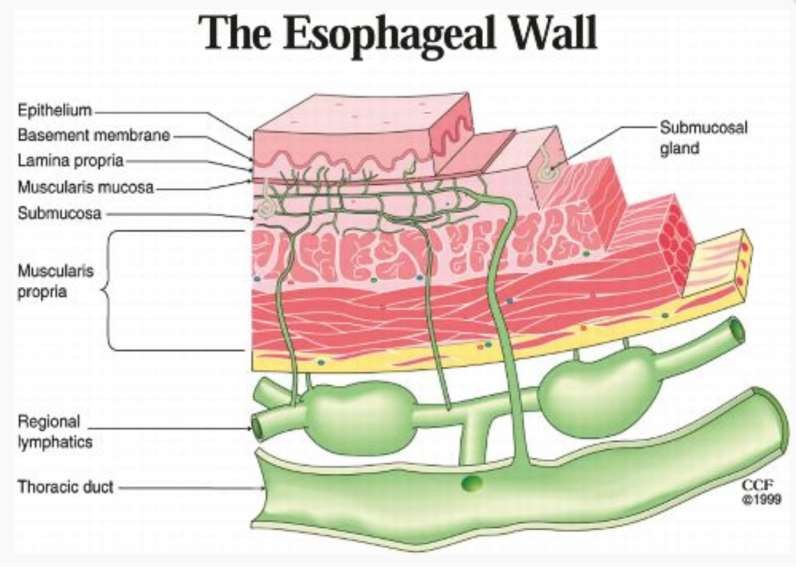 The Esophageal Wall
Epithelium
Basement membrane
Lamina propria
Muscularis mucosa
Submucosa
Muscularis
propria
Regional
lymphatics
Thoracic duct
Submucosal
gland
CCF
©1999